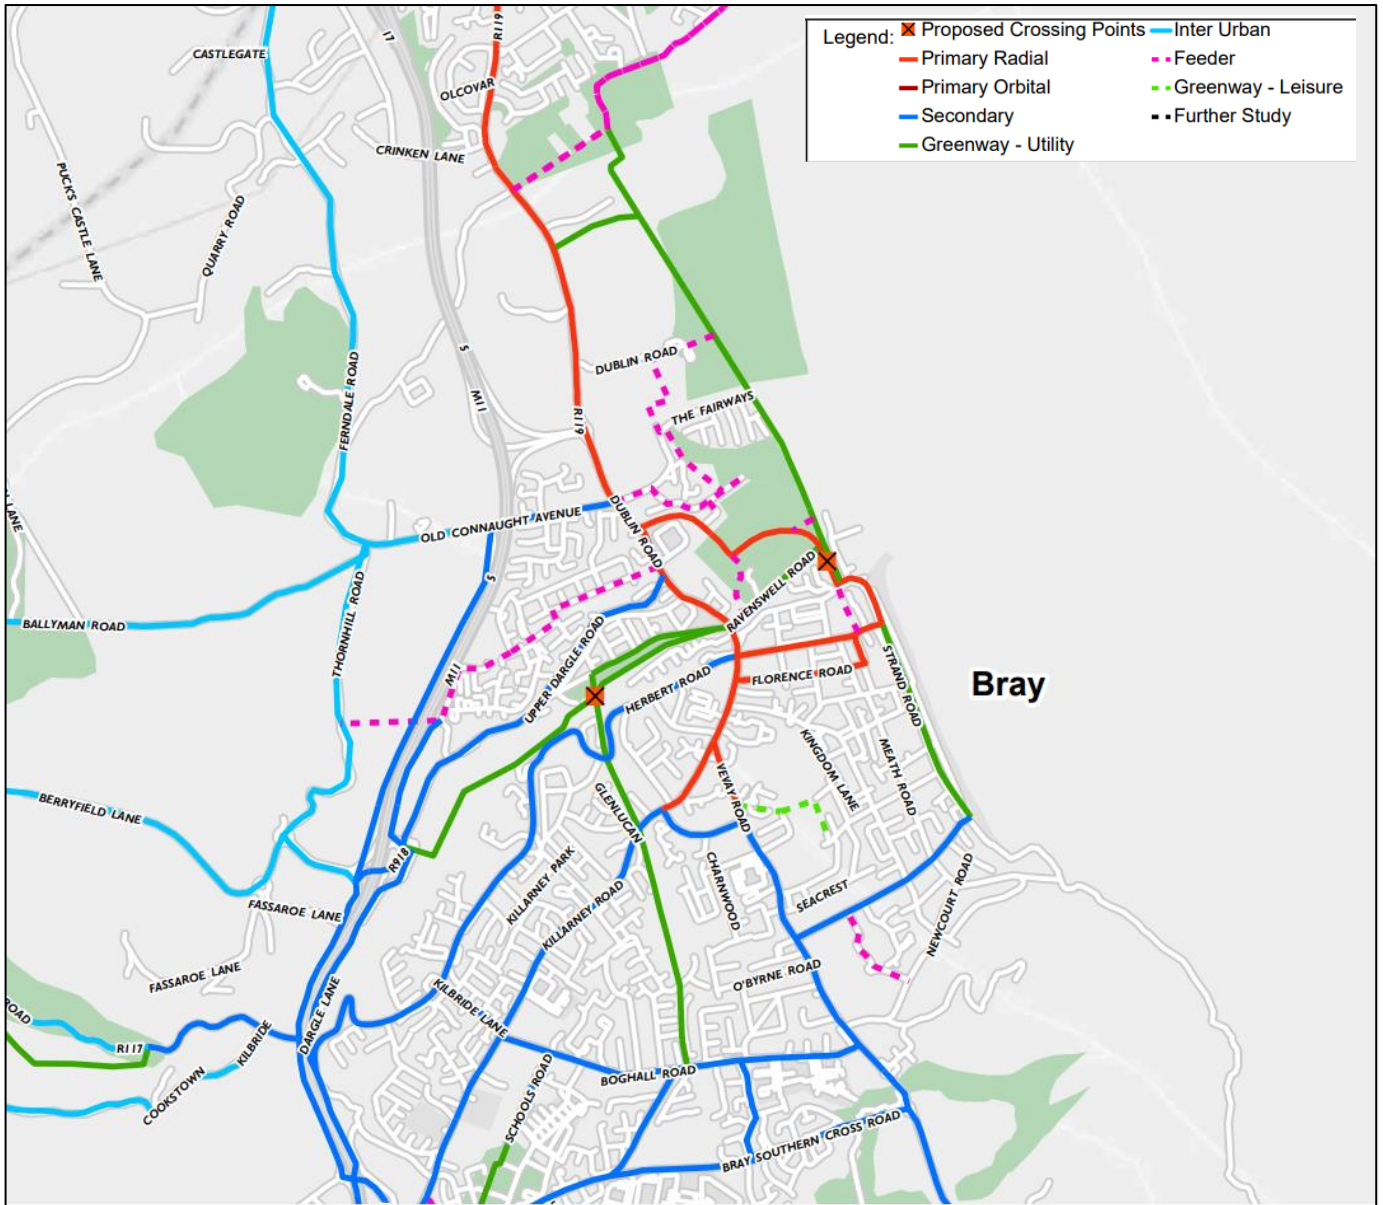 Legend:
Proposed Crossing Points
Inter Urban
Primary Radial
Feeder
Primary Orbital
Greenway - Leisure
Secondary
Further Study
Greenway - Utility
R119
17
CASTLEGATE
OLCOVAR
CRINKEN LANE
PUCK'S CASTLE LANE
QUARRY ROAD
S
M11
FERNDALE ROAD
DUBLIN ROAD
THE FAIRWAYS
R119
LANE
OLD CONNAUGHT AVENUE
DUBLIN ROAD
S
RAVENSWELL ROAD
BALLYMAN ROAD
THORNHILL ROAD
UPPER DARGLE ROAD
M11
HERBERT ROAD
FLORENCE ROAD
STRAND ROAD
Bray
KINGDOM LANE
MEATH ROAD
VEVAY ROAD
BERRYFIELD LANE
GLENLUCAN
R918
CHARNWOOD
KILLARNEY PARK
KILLARNEY ROAD
SEACREST
NEWCOURT ROAD
FASSAROE LANE
FASSAROE LANE
O'BYRNE ROAD
ROAD
KILBRIDE LANE
DARGLE LANE
R117
KILBRIDE
COOKSTOWN
BOGHALL ROAD
SCHOOLS ROAD
BRAY SOUTHERN CROSS ROAD